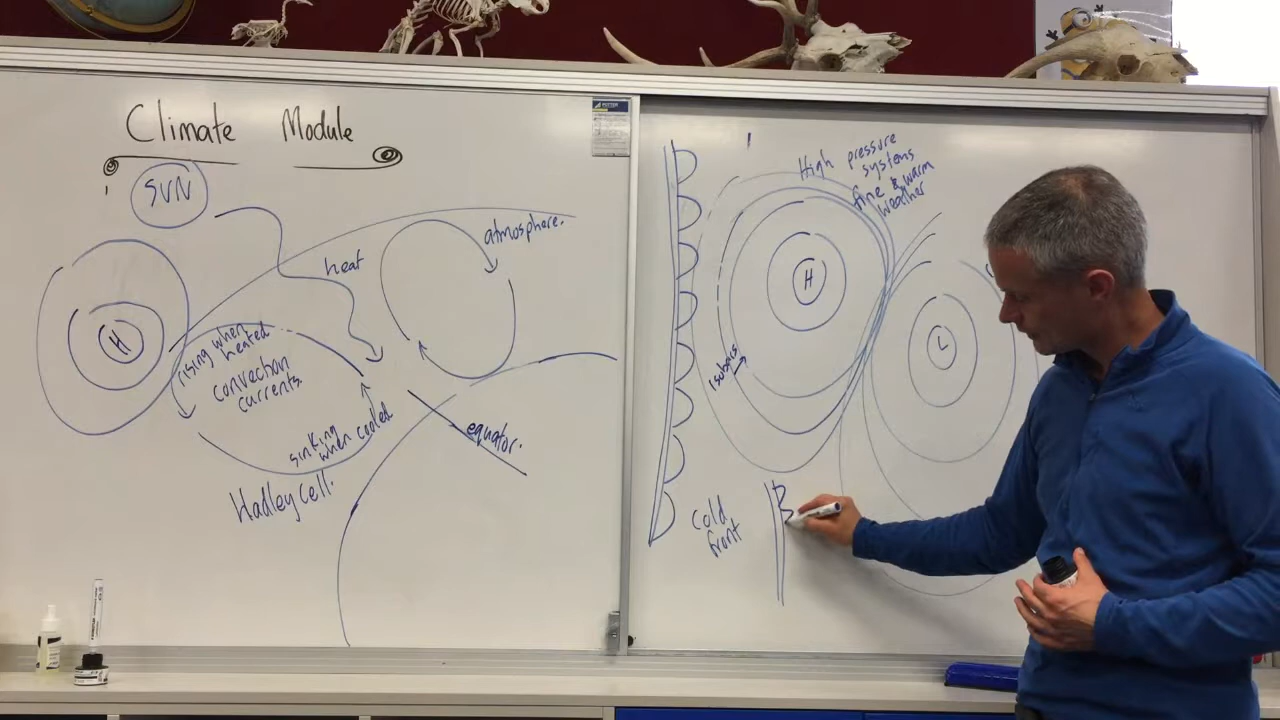 Climate Module
SUN
atmosphere.
heat
H
rising when
heated
convection
currents.
sinking
when cooled
equator.
Hadley cell.
High pressure
systems
fine & warm
weather
H
L
isobars
cold
front